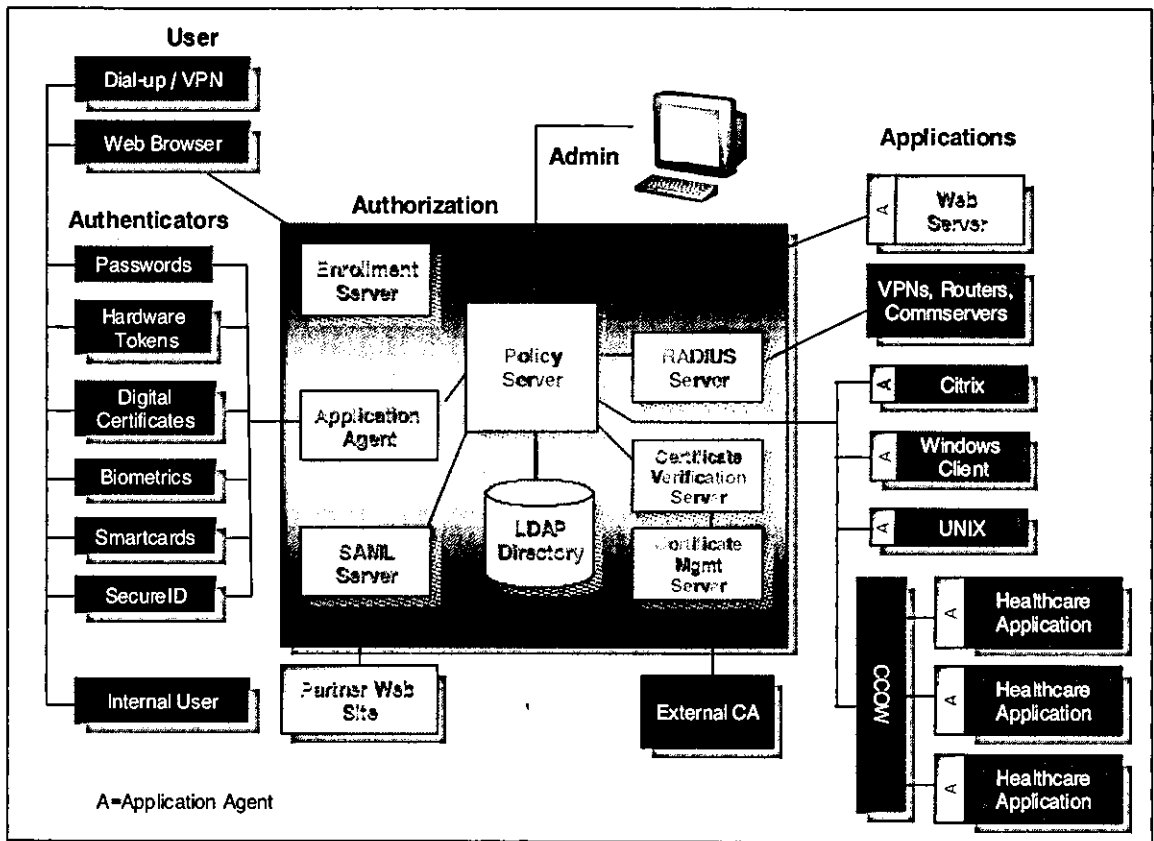 User
Dial-up / VPN
Web Browser
Admin
Applications
Authorization
Authenticators
Passwords
Hardware
Tokens
Digital
Certificates
Biometrics
Smartcards
SecureID
Internal User
Enrollment
Server
Application
Agent
SAML
Server
Policy
Server
LDAP
Directory
RADIUS
Server
Certificate
Verification
Server
Certificate
Mgmt
Server
Partner Web
Site
External CA
A
Web
Server
VPNs, Routers,
Commservers
A
Citrix
A
Windows
Client
A
UNIX
CCOW
A
Healthcare
Application
A
Healthcare
Application
A
Healthcare
Application
A=Application Agent